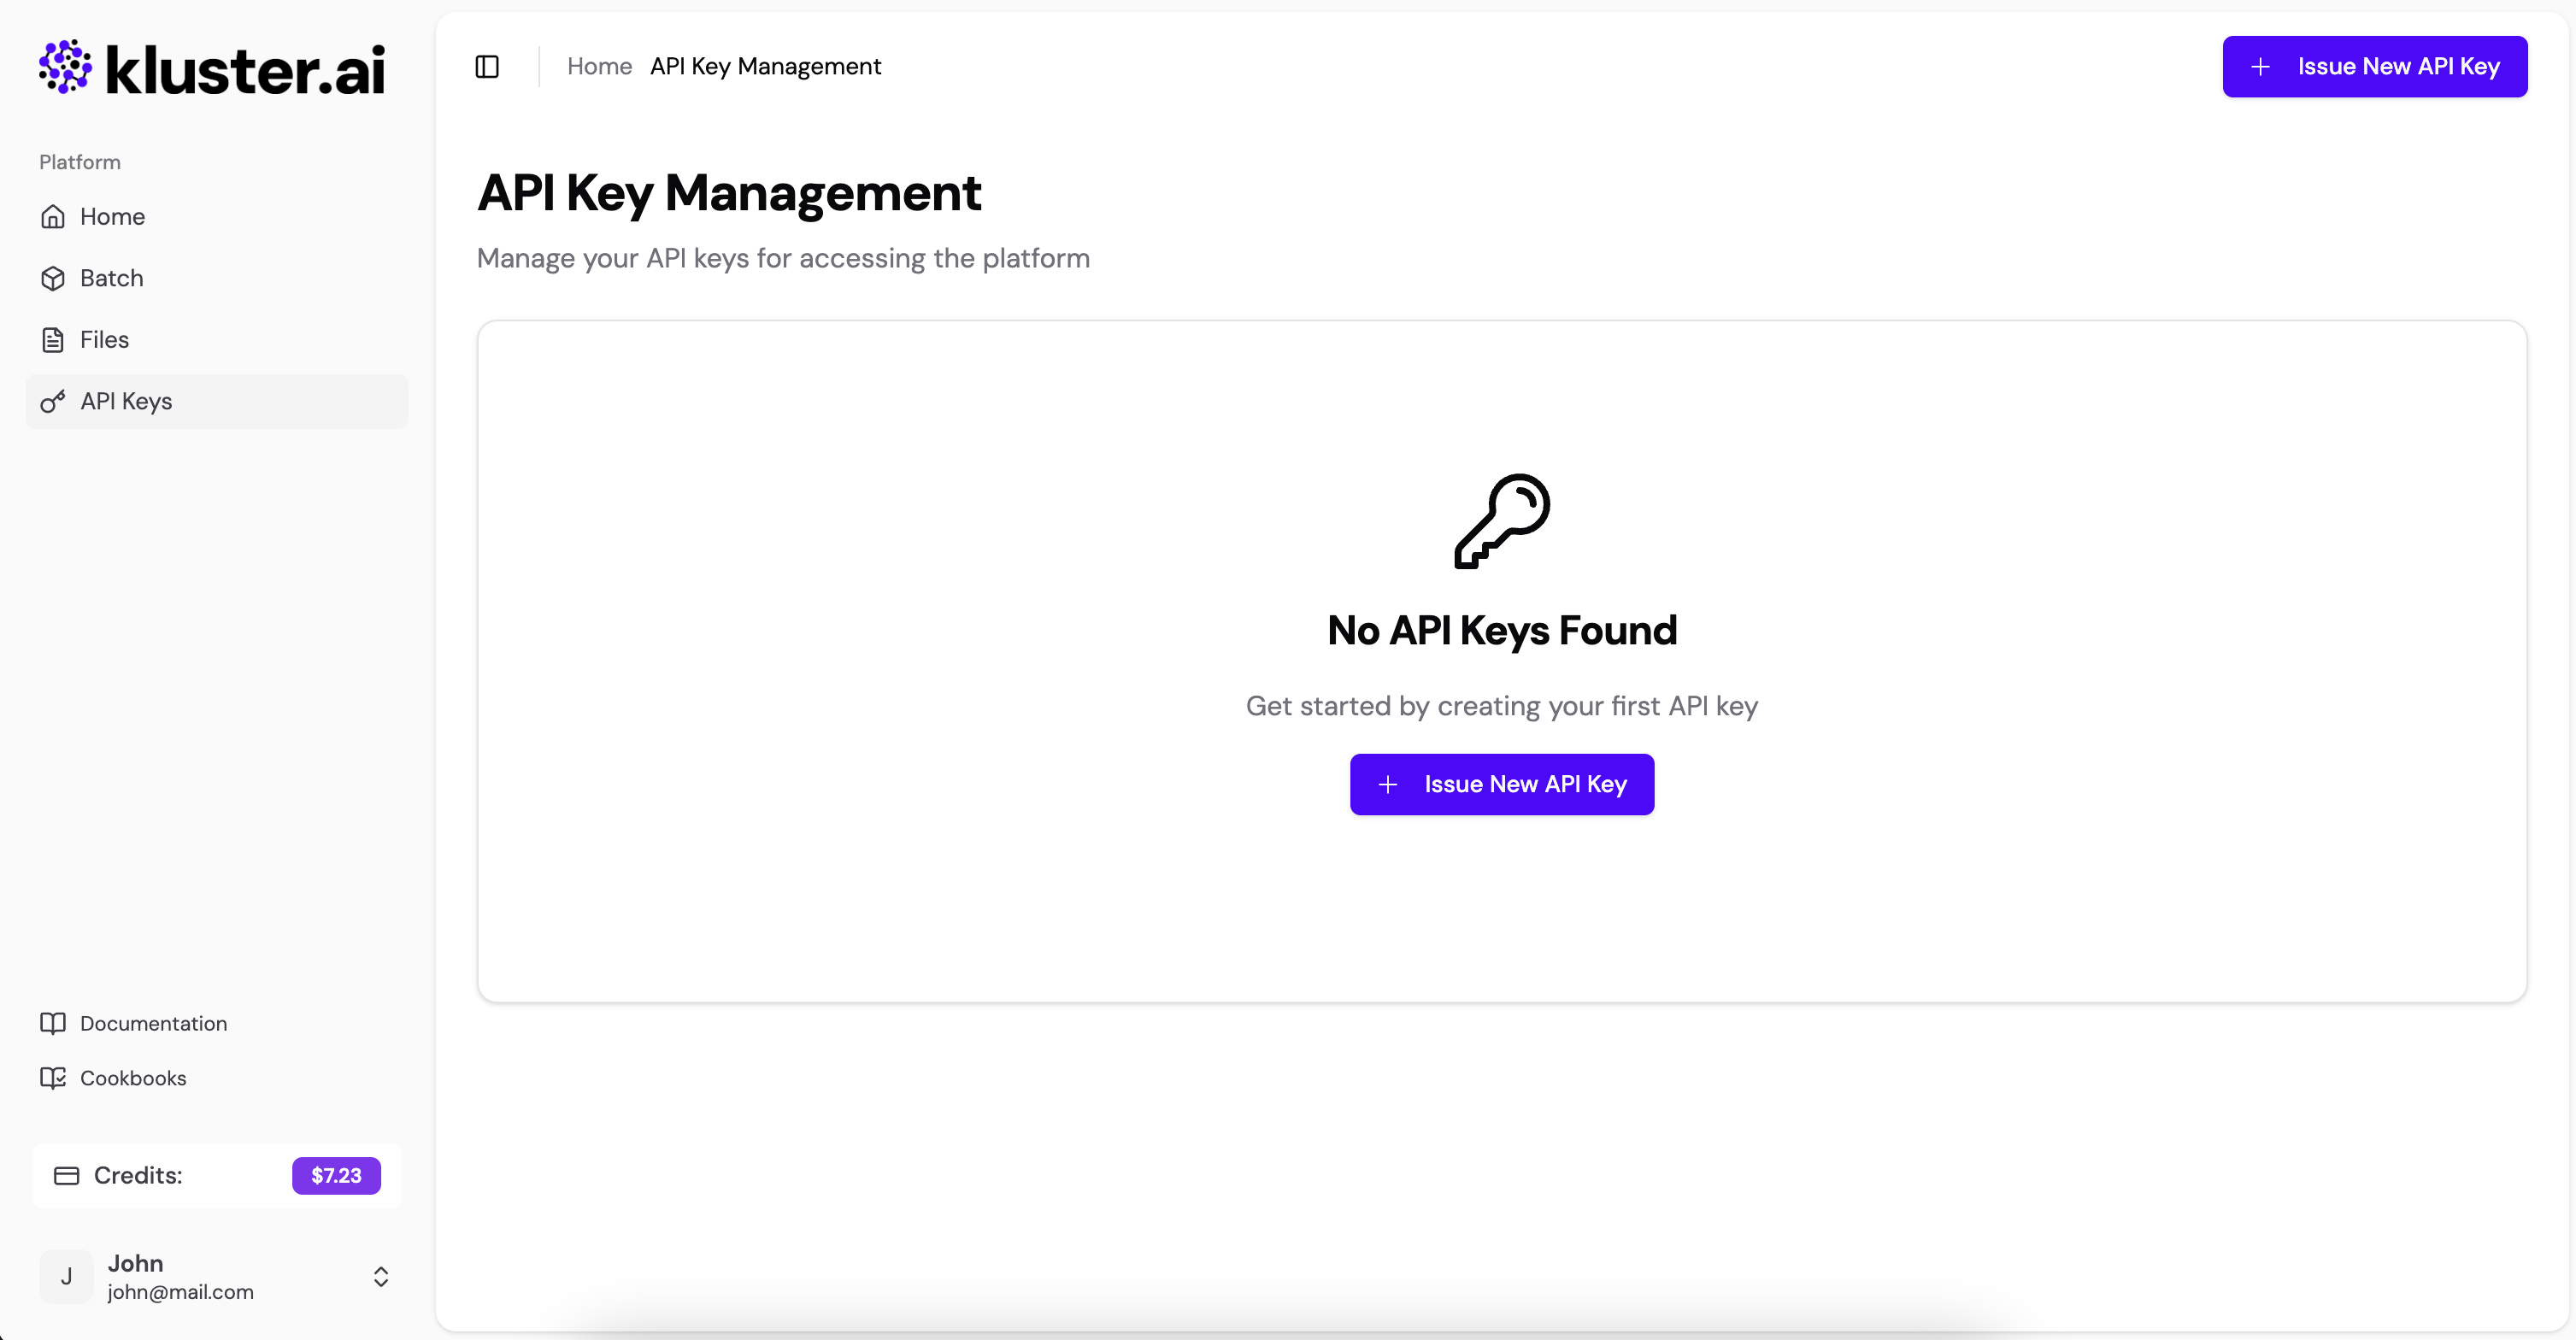 kluster.ai
Platform
Home
Batch
Files
API Keys
Documentation
Cookbooks
Credits:
$7.23
J
John
john@mail.com
Home API Key Management
Issue New API Key
API Key Management
Manage your API keys for accessing the platform
No API Keys Found
Get started by creating your first API key
Issue New API Key